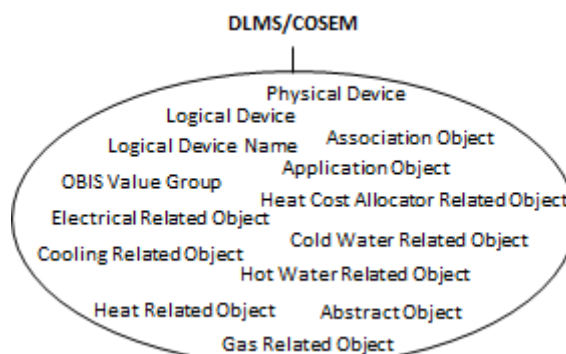 DLMS/COSEM
Physical Device
Logical Device
Association Object
Logical Device Name
Application Object
OBIS Value Group
Heat Cost Allocator Related Object
Electrical Related Object
Cold Water Related Object
Cooling Related Object
Hot Water Related Object
Heat Related Object
Abstract Object
Gas Related Object